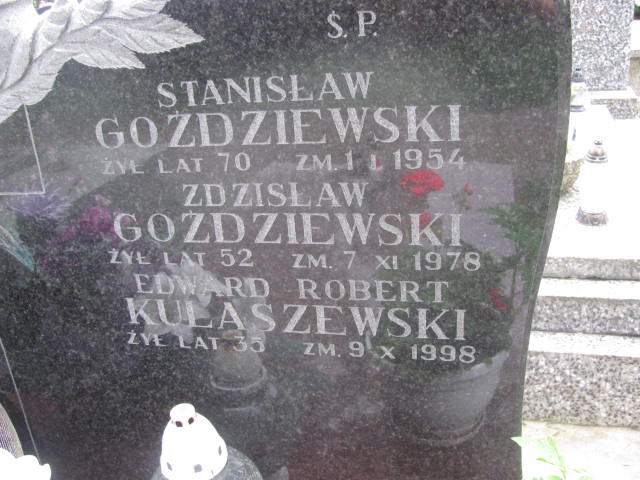 Ś.P.
STANISŁAW
GOŹDZIEWSKI
ŻYŁ LAT 70 ZM. 1 I 1954
ZDZISŁAW
GOŹDZIEWSKI
ŻYŁ LAT 52 ZM. 7 XI 1978
EDWARD ROBERT
KULASZEWSKI
ŻYŁ LAT 35 ZM. 9 X 1998